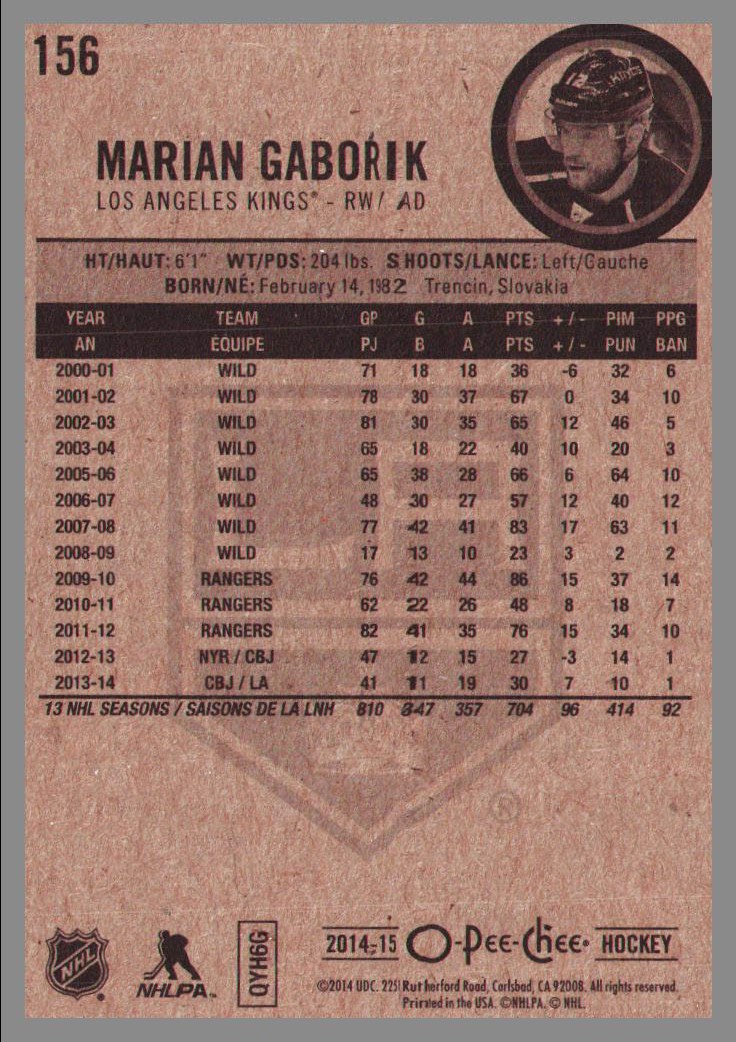 156
MARIAN GABORIK
LOS ANGELES KINGS® - RW/ AD
HT/HAUT: 6'1" WT/PDS: 204 lbs. SHOOTS/LANCE: Left/Gauche
BORN/NÉ: February 14, 1982 Trencin, Slovakia
YEAR TEAM GP G A PTS +/- PIM PPG
AN ÉQUIPE PJ B A PTS +/- PUN BAN
2000-01 WILD 71 18 18 36 -6 32 6
2001-02 WILD 78 30 37 67 0 34 10
2002-03 WILD 81 30 35 65 12 46 5
2003-04 WILD 65 18 22 40 10 20 3
2005-06 WILD 65 38 28 66 6 64 10
2006-07 WILD 48 30 27 57 12 40 12
2007-08 WILD 77 42 41 83 17 63 11
2008-09 WILD 17 13 10 23 3 2 2
2009-10 RANGERS 76 42 44 86 15 37 14
2010-11 RANGERS 62 22 26 48 8 18 7
2011-12 RANGERS 82 41 35 76 15 34 10
2012-13 NYR / CBJ 47 12 15 27 -3 14 1
2013-14 CBJ / LA 41 11 19 30 7 10 1
13 NHL SEASONS / SAISONS DE LA LNH 810 347 357 704 96 414 92
®
NHL ®
NHLPA™
QYH6G
2014-15 O-Pee-Chee® HOCKEY
©2014 UDC. 2251 Rutherford Road, Carlsbad, CA 92008. All rights reserved.
Printed in the USA. ©NHLPA. © NHL.